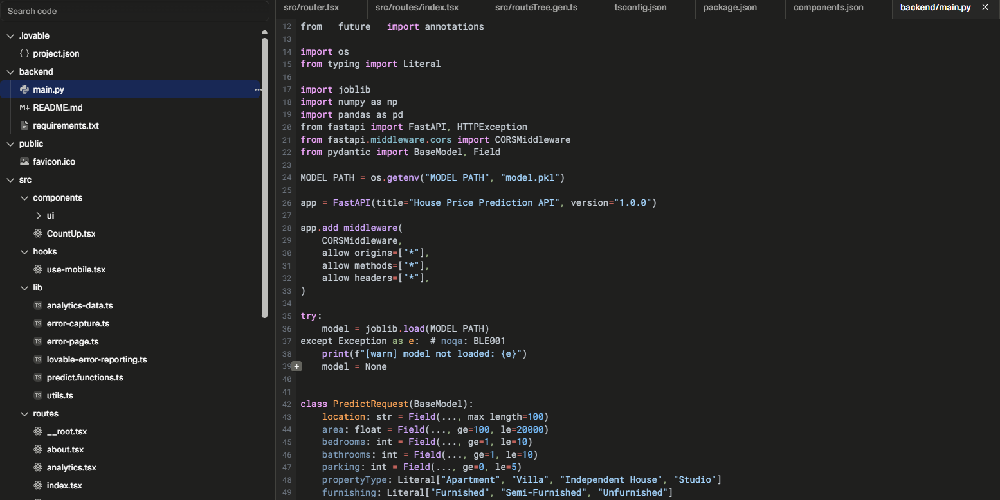 Search code
.lovable
{} project.json
backend
main.py
M↓ README.md
requirements.txt
public
favicon.ico
src
components
ui
CountUp.tsx
hooks
use-mobile.tsx
lib
TS analytics-data.ts
TS error-capture.ts
TS error-page.ts
TS lovable-error-reporting.ts
TS predict.functions.ts
TS utils.ts
routes
__root.tsx
about.tsx
analytics.tsx
index.tsx
src/router.tsx src/routes/index.tsx src/routeTree.gen.ts tsconfig.json package.json components.json backend/main.py
12 from __future__ import annotations
13
14 import os
15 from typing import Literal
16
17 import joblib
18 import numpy as np
19 import pandas as pd
20 from fastapi import FastAPI, HTTPException
21 from fastapi.middleware.cors import CORSMiddleware
22 from pydantic import BaseModel, Field
23
24 MODEL_PATH = os.getenv("MODEL_PATH", "model.pkl")
25
26 app = FastAPI(title="House Price Prediction API", version="1.0.0")
27
28 app.add_middleware(
29     CORSMiddleware,
30     allow_origins=["*"],
31     allow_methods=["*"],
32     allow_headers=["*"],
33 )
34
35 try:
36     model = joblib.load(MODEL_PATH)
37 except Exception as e:  # noqa: BLE001
38     print(f"[warn] model not loaded: {e}")
39 +   model = None
40
41
42 class PredictRequest(BaseModel):
43     location: str = Field(..., max_length=100)
44     area: float = Field(..., ge=100, le=20000)
45     bedrooms: int = Field(..., ge=1, le=10)
46     bathrooms: int = Field(..., ge=1, le=10)
47     parking: int = Field(..., ge=0, le=5)
48     propertyType: Literal["Apartment", "Villa", "Independent House", "Studio"]
49     furnishing: Literal["Furnished", "Semi-Furnished", "Unfurnished"]